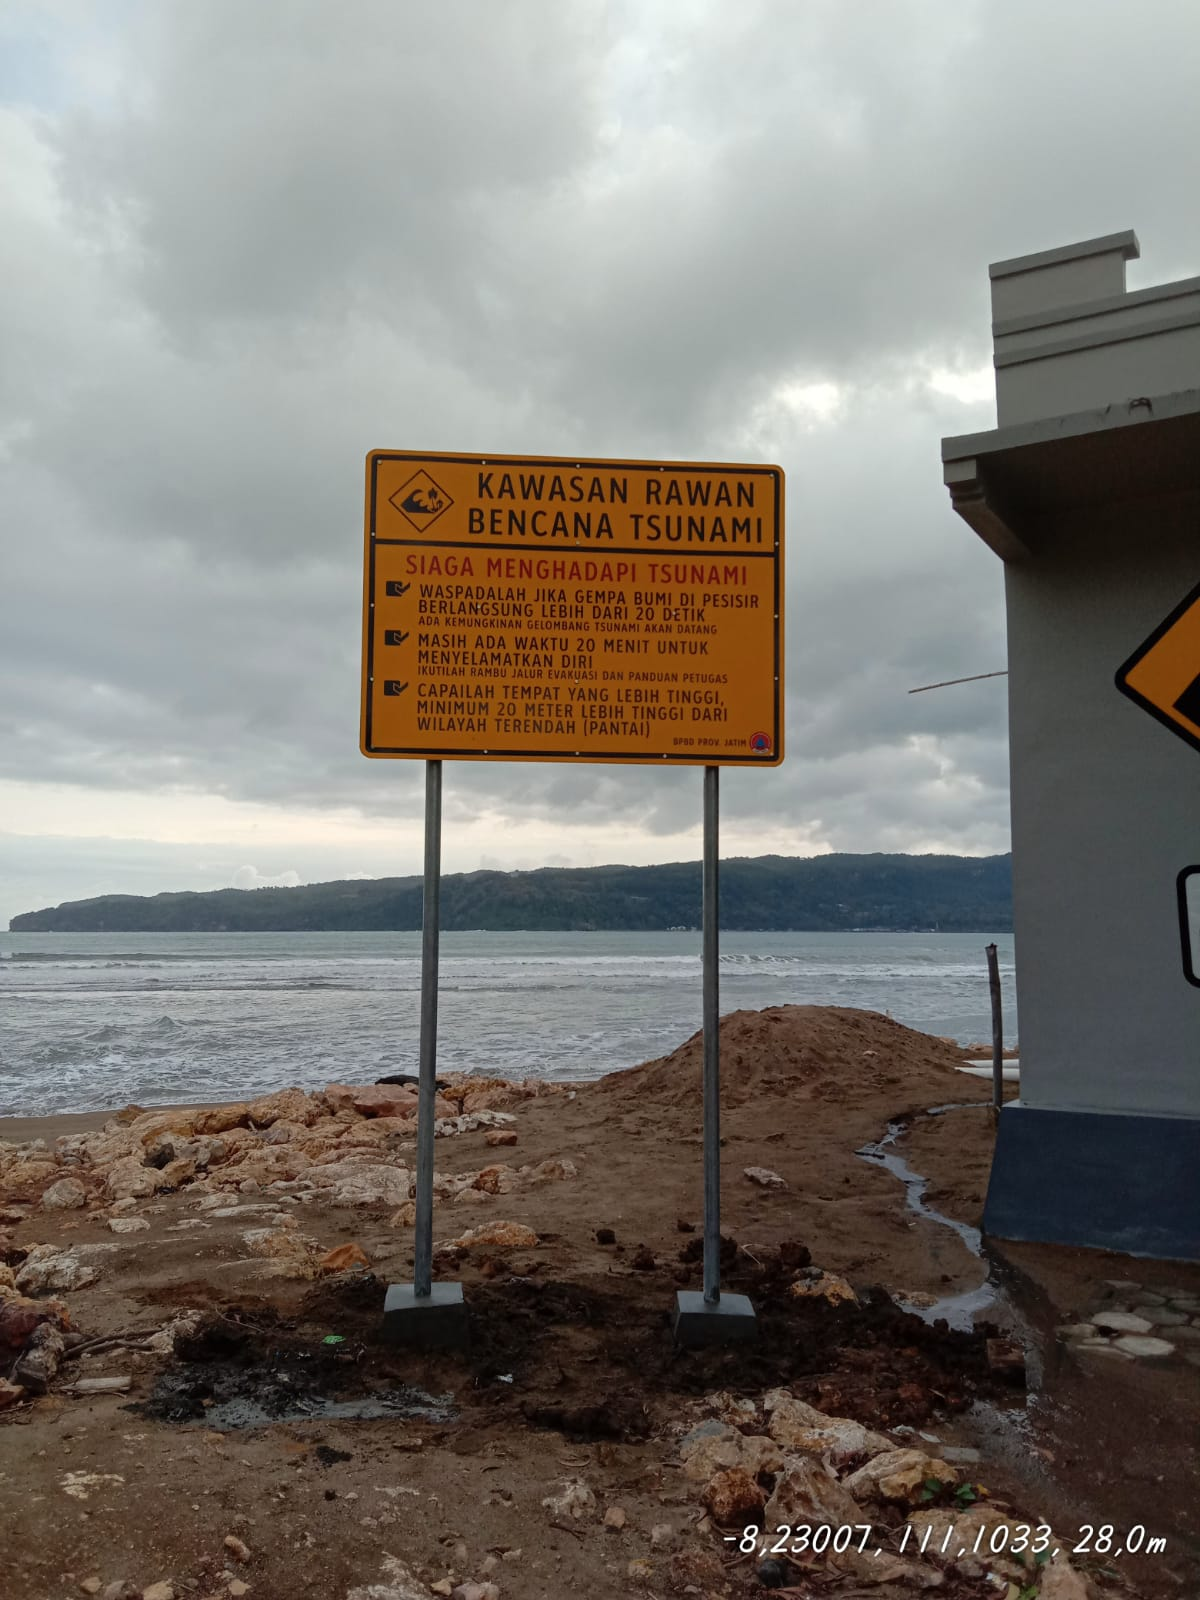 KAWASAN RAWAN
BENCANA TSUNAMI
SIAGA MENGHADAPI TSUNAMI
WASPADALAH JIKA GEMPA BUMI DI PESISIR
BERLANGSUNG LEBIH DARI 20 DETIK
ADA KEMUNGKINAN GELOMBANG TSUNAMI AKAN DATANG
MASIH ADA WAKTU 20 MENIT UNTUK
MENYELAMATKAN DIRI
IKUTILAH RAMBU JALUR EVAKUASI DAN PANDUAN PETUGAS
CAPAILAH TEMPAT YANG LEBIH TINGGI,
MINIMUM 20 METER LEBIH TINGGI DARI
WILAYAH TERENDAH (PANTAI)
BPBD PROV. JATIM
-8,23007, 111,1033, 28,0m